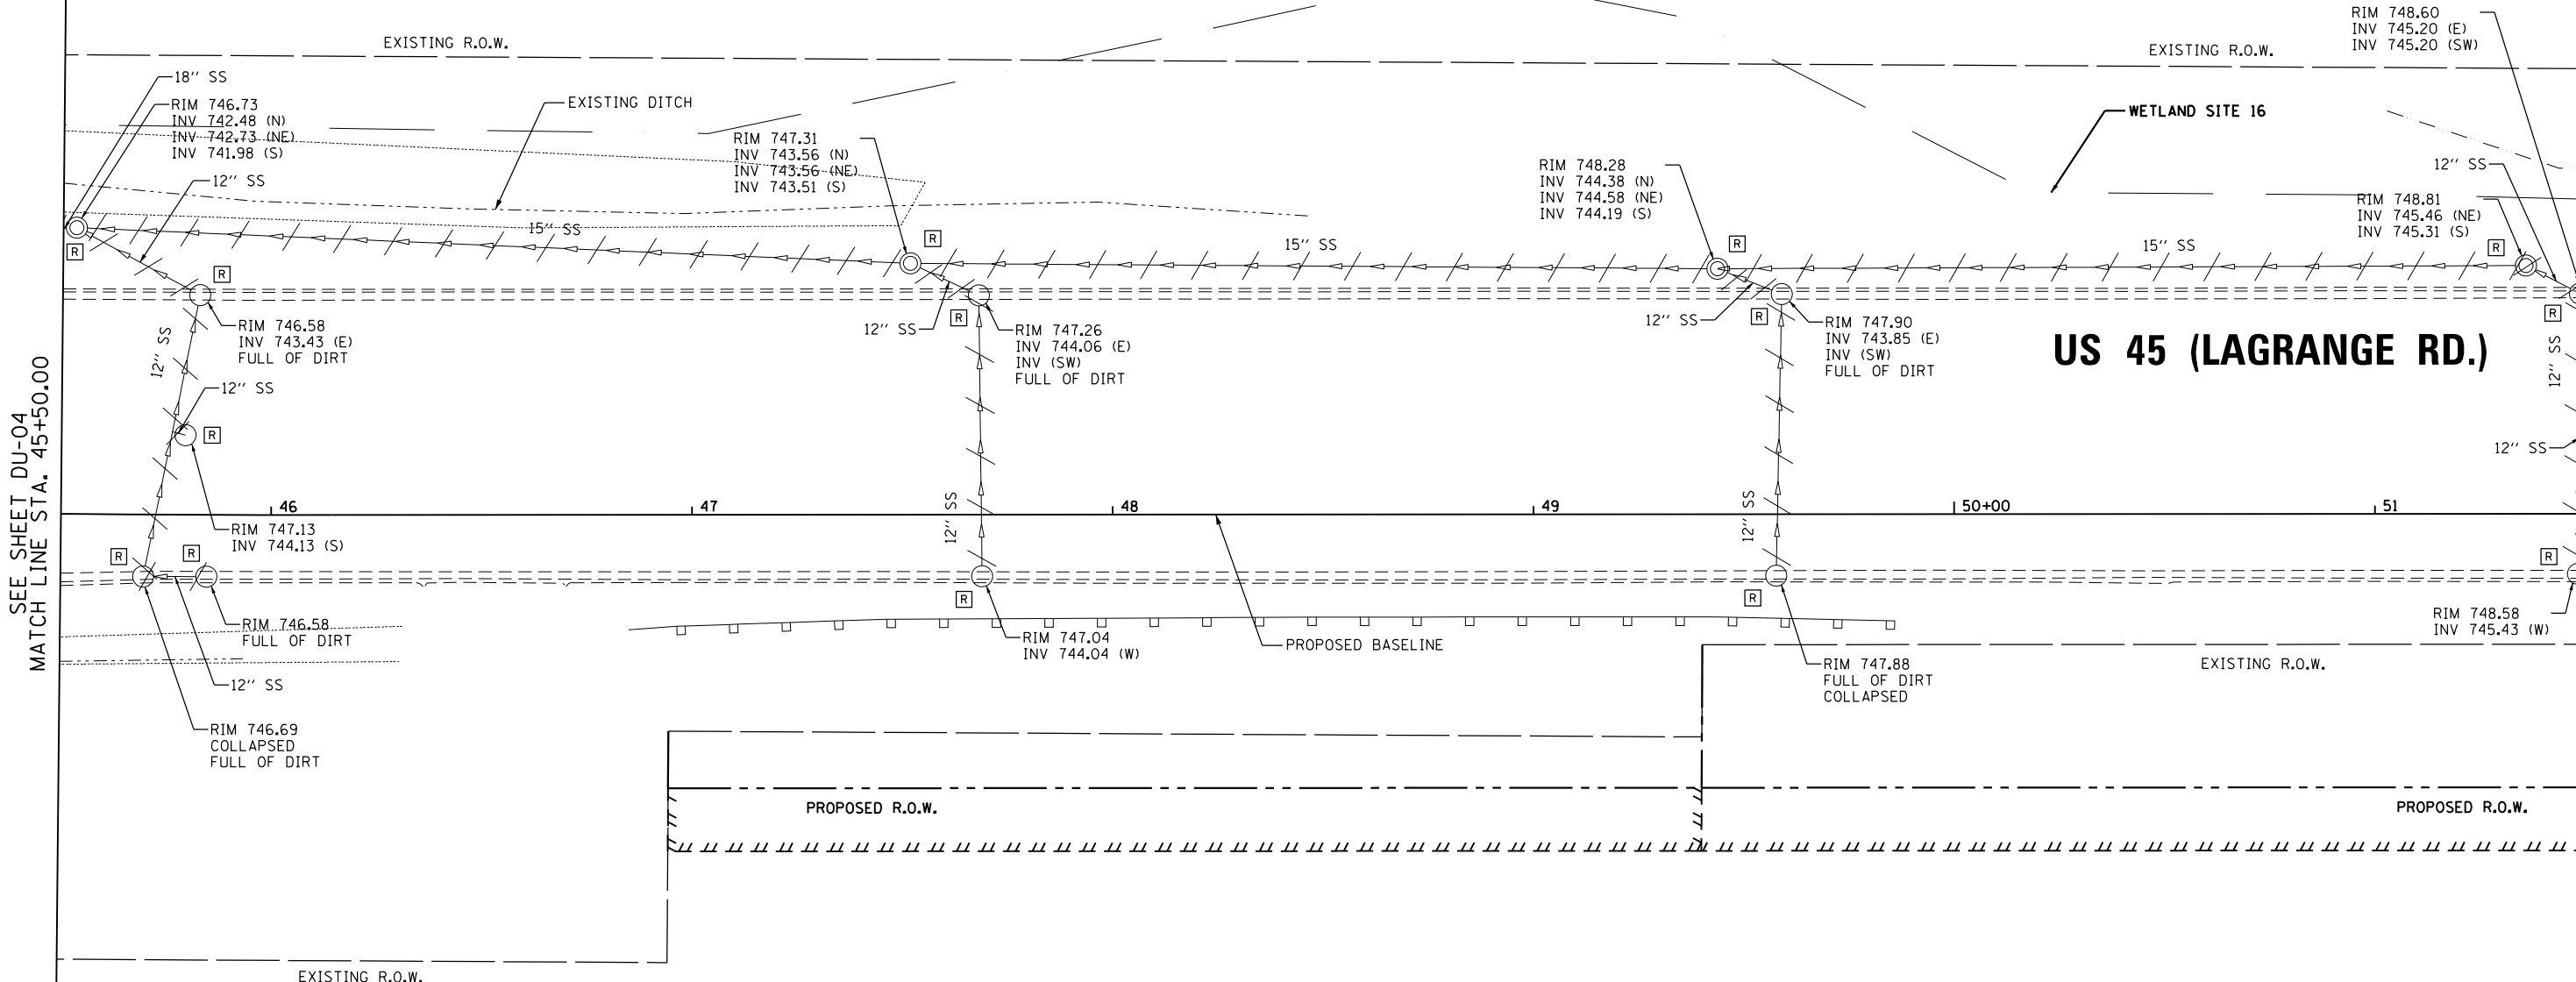 EXISTING R.O.W.
18" SS
RIM 746.73
INV 742.48 (N)
INV 742.73 (NE)
INV 741.98 (S)
12" SS
EXISTING DITCH
15" SS
RIM 747.31
INV 743.56 (N)
INV 743.56 (NE)
INV 743.51 (S)
15" SS
RIM 748.28
INV 744.38 (N)
INV 744.58 (NE)
INV 744.19 (S)
EXISTING R.O.W.
WETLAND SITE 16
15" SS
RIM 748.60
INV 745.20 (E)
INV 745.20 (SW)
12" SS
RIM 748.81
INV 745.46 (NE)
INV 745.31 (S)
R
R
R
R
R
R
R
R
R
RIM 746.58
INV 743.43 (E)
FULL OF DIRT
12" SS
12" SS
R
12" SS
RIM 747.26
INV 744.06 (E)
INV (SW)
FULL OF DIRT
12" SS
RIM 747.90
INV 743.85 (E)
INV (SW)
FULL OF DIRT
US 45 (LAGRANGE RD.)
12" SS
12" SS
SEE SHEET DU-04
MATCH LINE STA. 45+50.00
46
47
48
49
50+00
51
12" SS
12" SS
RIM 747.13
INV 744.13 (S)
R
R
R
R
R
RIM 746.58
FULL OF DIRT
12" SS
RIM 746.69
COLLAPSED
FULL OF DIRT
RIM 747.04
INV 744.04 (W)
PROPOSED BASELINE
RIM 747.88
FULL OF DIRT
COLLAPSED
RIM 748.58
INV 745.43 (W)
EXISTING R.O.W.
PROPOSED R.O.W.
PROPOSED R.O.W.
EXISTING R.O.W.